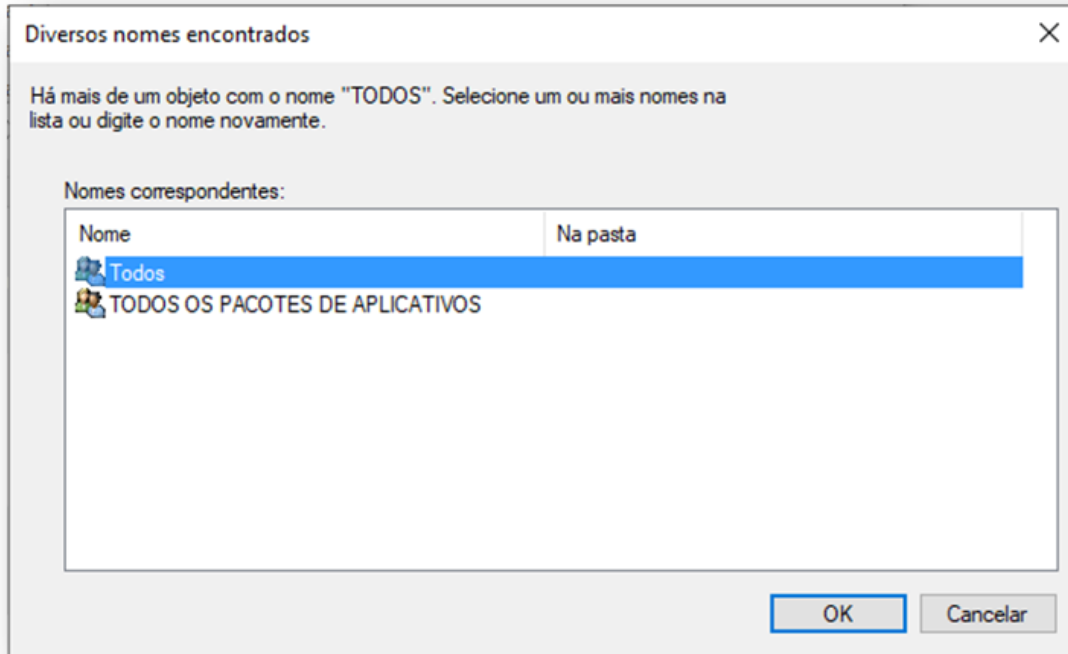 Diversos nomes encontrados
Há mais de um objeto com o nome "TODOS". Selecione um ou mais nomes na
lista ou digite o nome novamente.
Nomes correspondentes:
Nome Na pasta
Todos
TODOS OS PACOTES DE APLICATIVOS
OK Cancelar